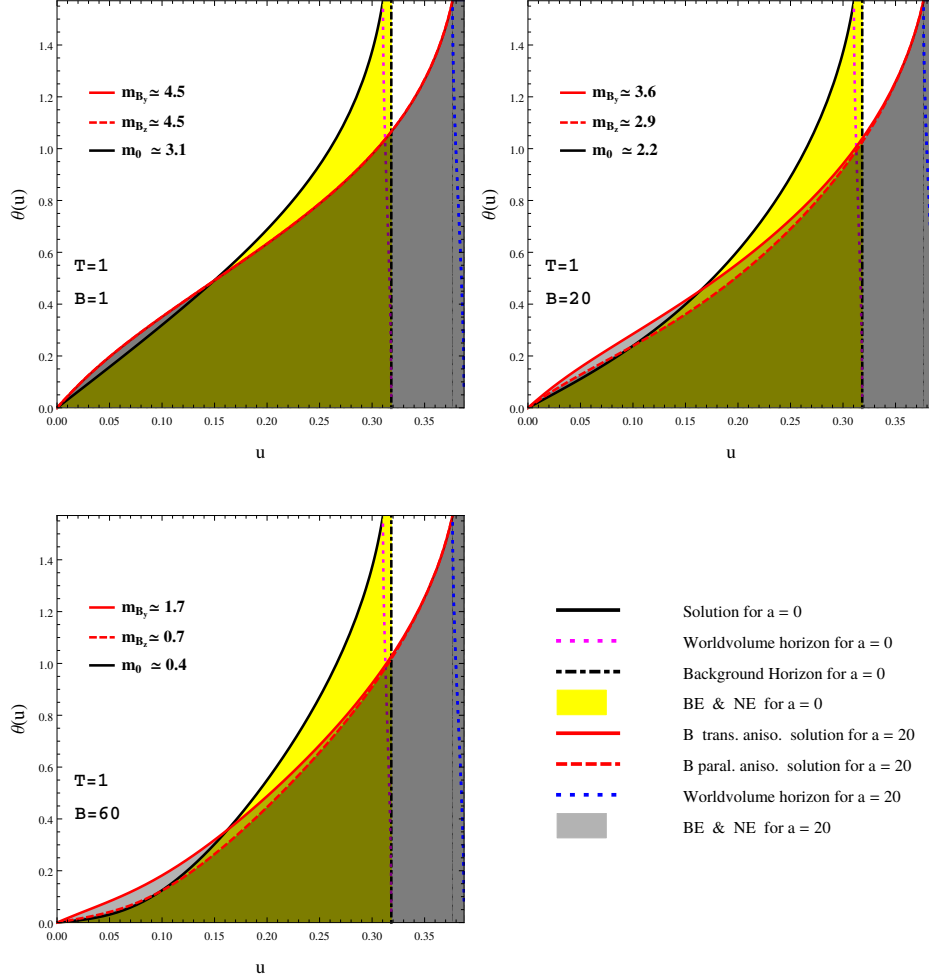 m_{B_y} ≃ 4.5
m_{B_z} ≃ 4.5
m_0 ≃ 3.1
T=1
B=1
θ(u)
0.0 0.2 0.4 0.6 0.8 1.0 1.2 1.4
0.00 0.05 0.10 0.15 0.20 0.25 0.30 0.35
u
m_{B_y} ≃ 3.6
m_{B_z} ≃ 2.9
m_0 ≃ 2.2
T=1
B=20
θ(u)
0.0 0.2 0.4 0.6 0.8 1.0 1.2 1.4
0.00 0.05 0.10 0.15 0.20 0.25 0.30 0.35
u
m_{B_y} ≃ 1.7
m_{B_z} ≃ 0.7
m_0 ≃ 0.4
T=1
B=60
θ(u)
0.0 0.2 0.4 0.6 0.8 1.0 1.2 1.4
0.00 0.05 0.10 0.15 0.20 0.25 0.30 0.35
u
Solution for a = 0
Worldvolume horizon for a = 0
Background Horizon for a = 0
BE & NE for a = 0
B trans. aniso. solution for a = 20
B paral. aniso. solution for a = 20
Worldvolume horizon for a = 20
BE & NE for a = 20